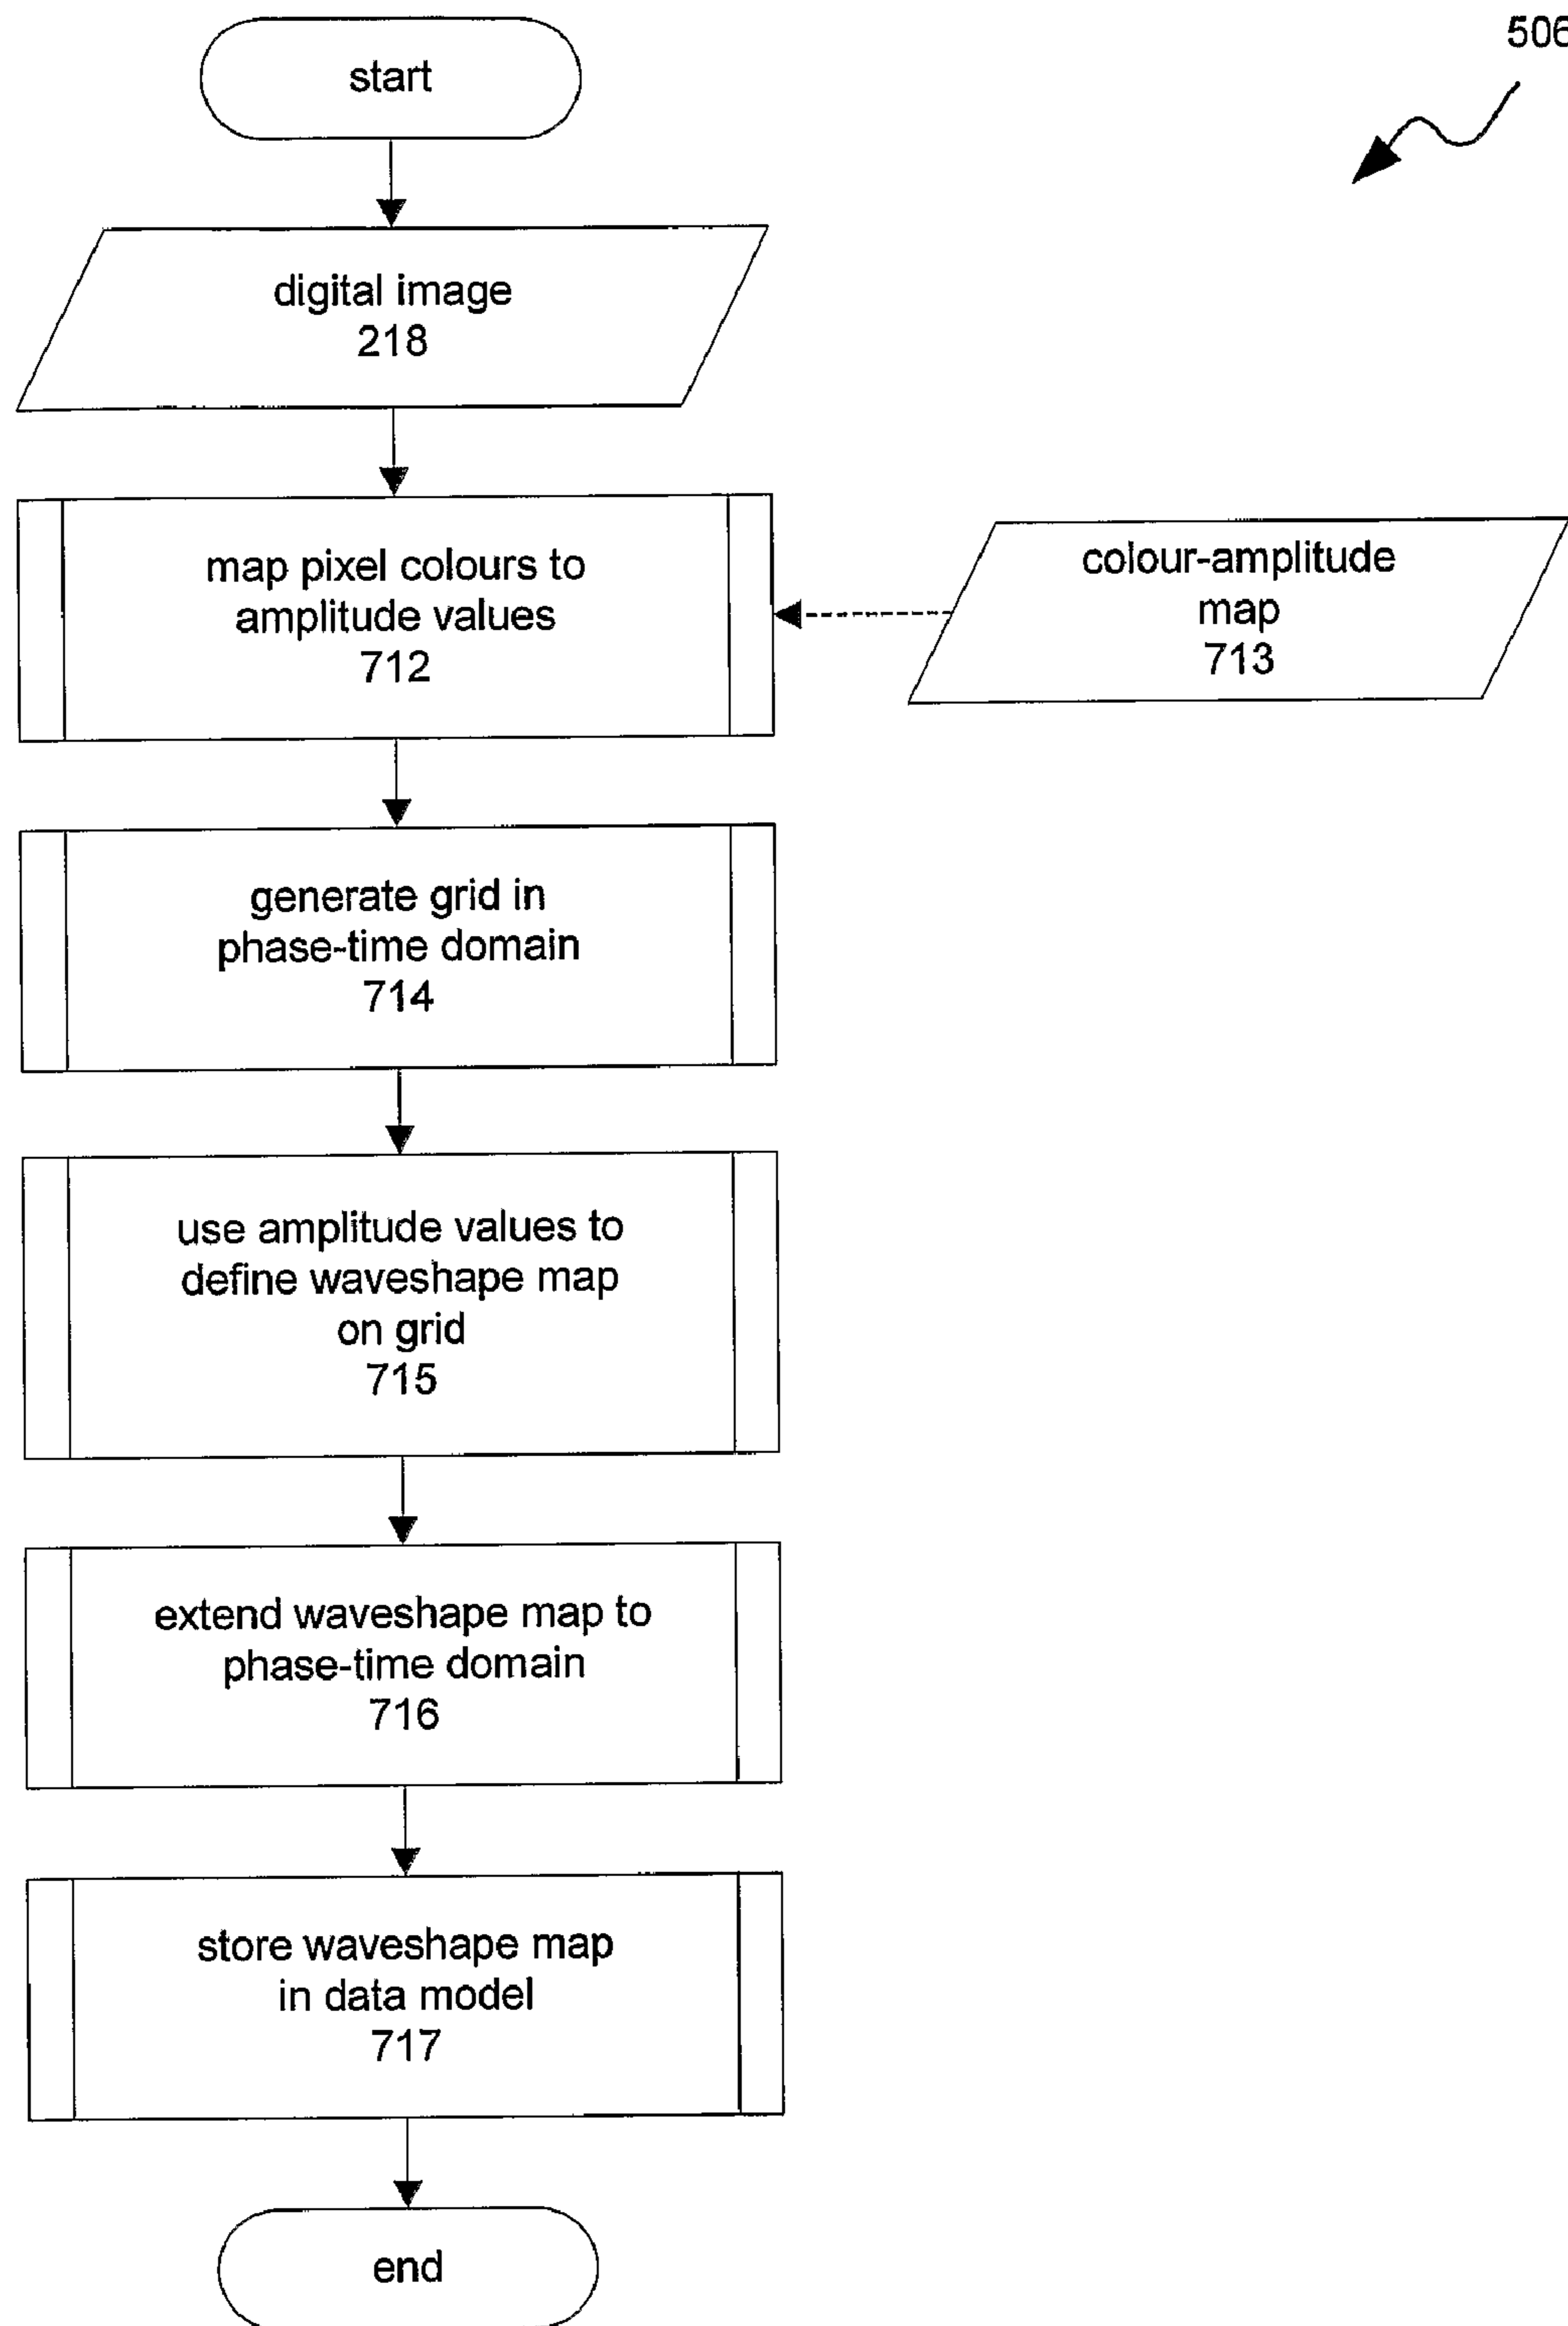 506
start
digital image
218
map pixel colours to
amplitude values
712
colour-amplitude
map
713
generate grid in
phase-time domain
714
use amplitude values to
define waveshape map
on grid
715
extend waveshape map to
phase-time domain
716
store waveshape map
in data model
717
end